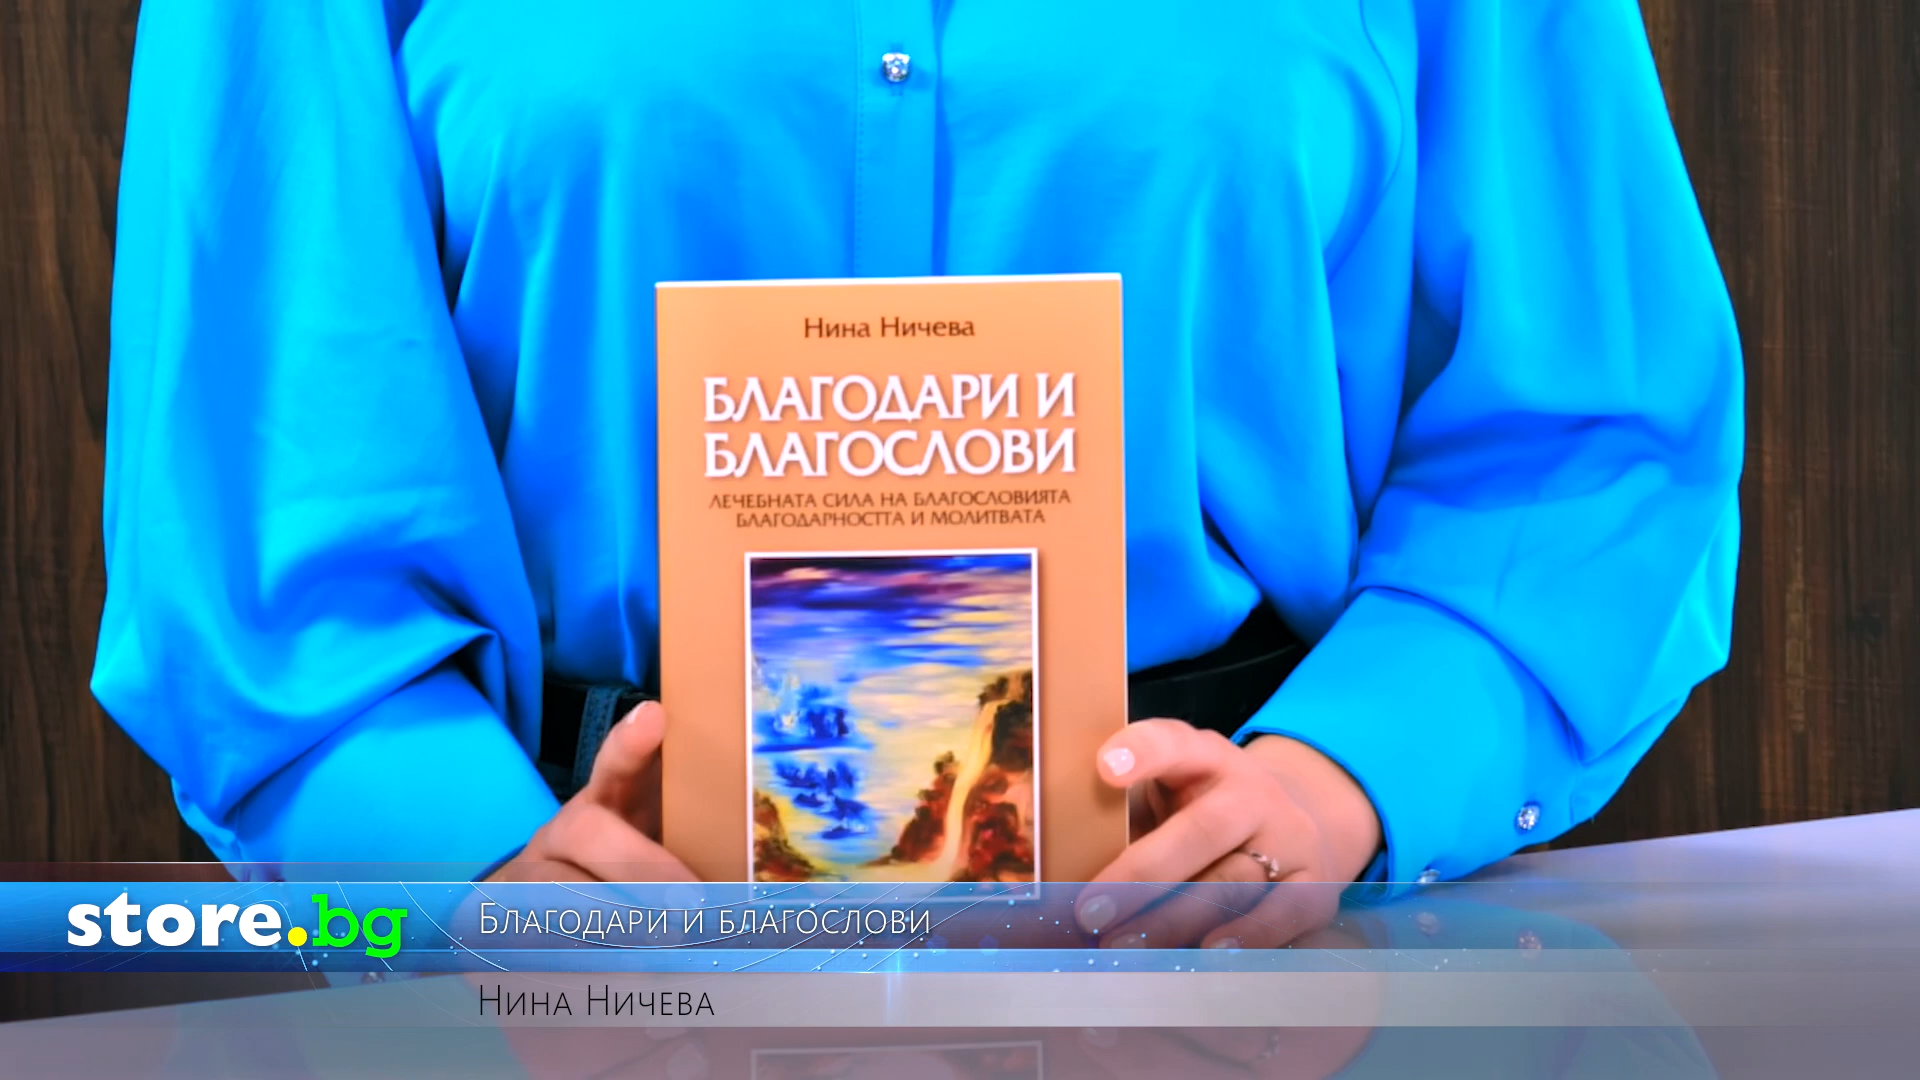 Нина Ничева
БЛАГОДАРИ И
БЛАГОСЛОВИ
ЛЕЧЕБНАТА СИЛА НА БЛАГОСЛОВИЯТА
БЛАГОДАРНОСТТА И МОЛИТВАТА
store.bg
Благодари и благослови
Нина Ничева